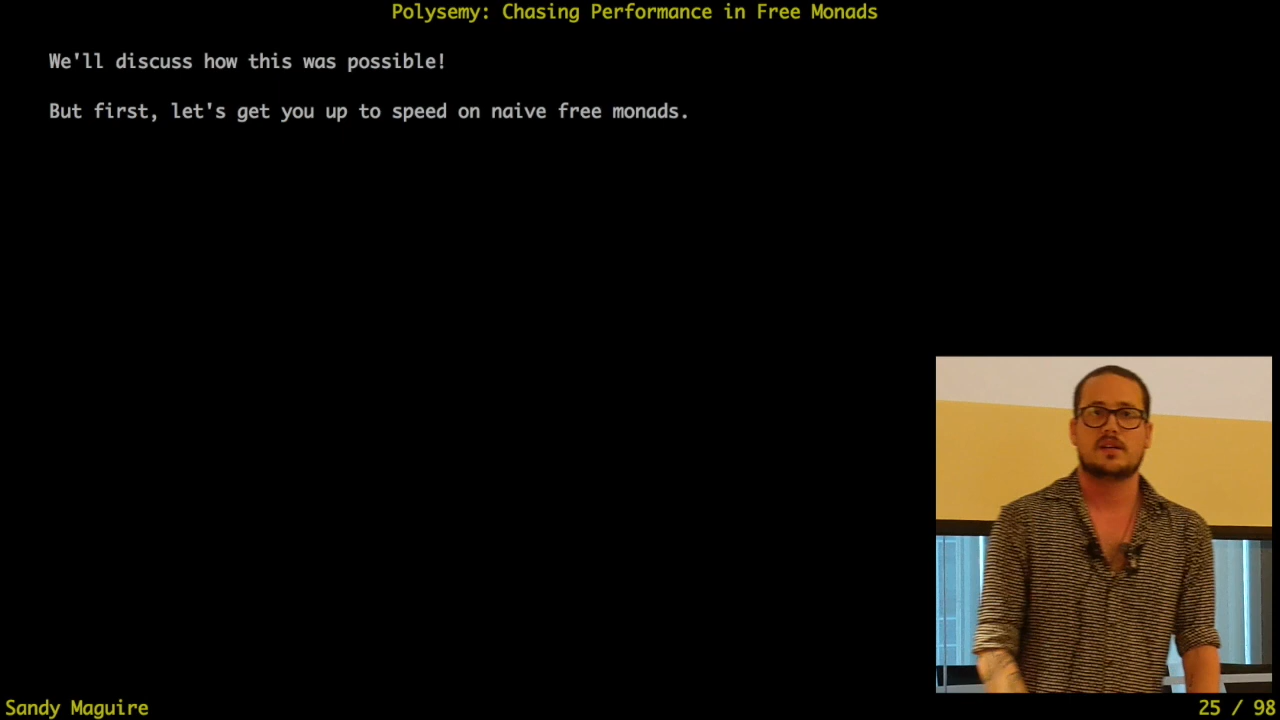 Polysemy: Chasing Performance in Free Monads
We'll discuss how this was possible!
But first, let's get you up to speed on naive free monads.
Sandy Maguire
25 / 98